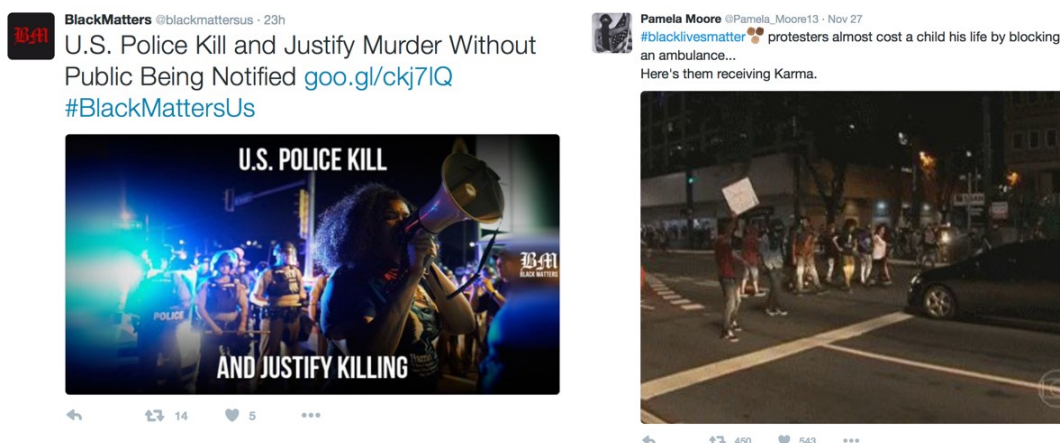 BM
BlackMatters @blackmattersus · 23h
U.S. Police Kill and Justify Murder Without
Public Being Notified goo.gl/ckj7lQ
#BlackMattersUs
U.S. POLICE KILL
POLICE
BM
BLACK MATTERS
AND JUSTIFY KILLING
14 5
Pamela Moore @Pamela_Moore13 · Nov 27
#blacklivesmatter protesters almost cost a child his life by blocking
an ambulance...
Here's them receiving Karma.
450 543